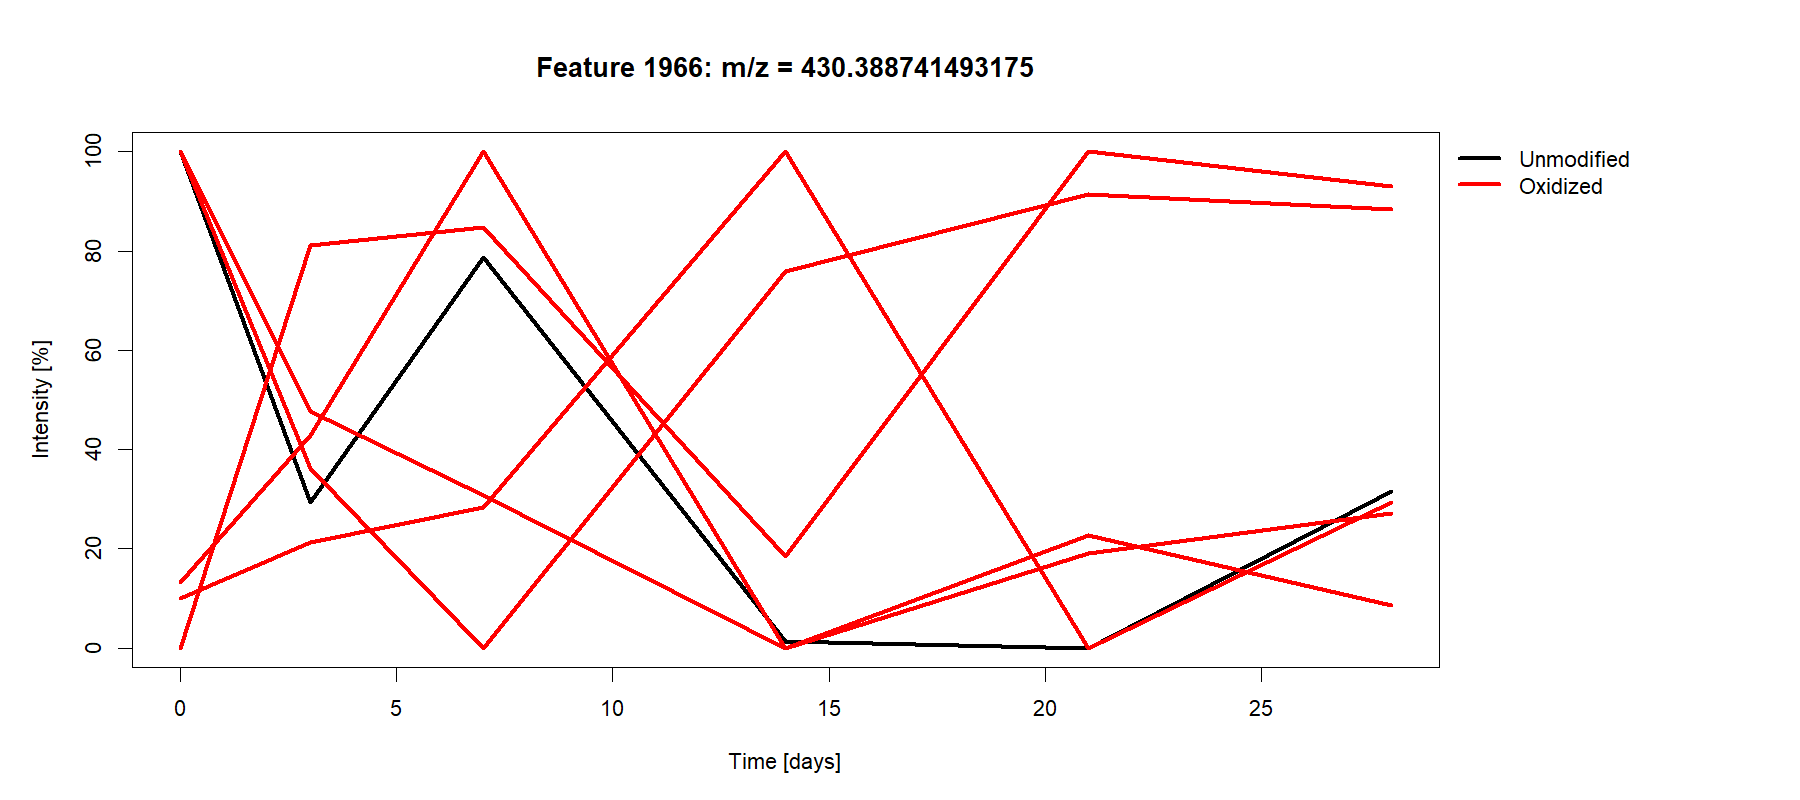 Feature 1966: m/z = 430.388741493175
Unmodified
Oxidized
Intensity [%]
100
80
60
40
20
0
0 5 10 15 20 25
Time [days]